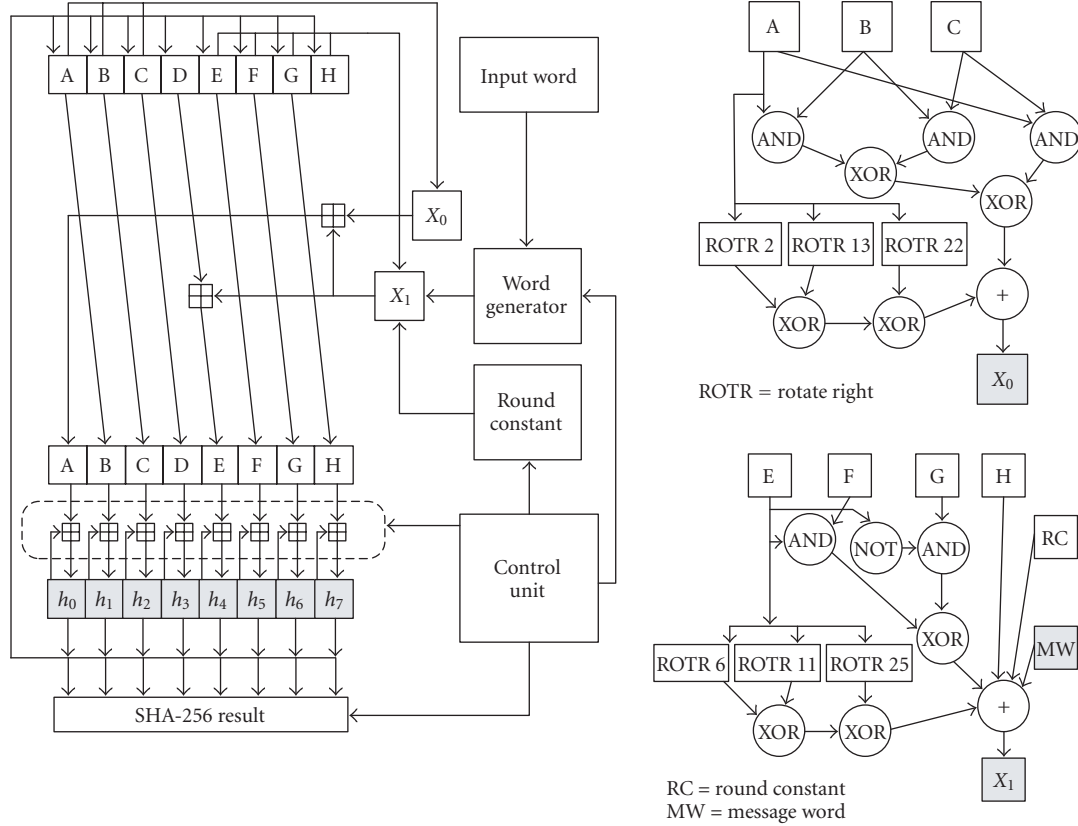 A B C D E F G H
Input word
X₀
X₁
Word
generator
Round
constant
A B C D E F G H
Control
unit
h₀ h₁ h₂ h₃ h₄ h₅ h₆ h₇
SHA-256 result
A B C
AND AND AND
XOR
XOR
ROTR 2 ROTR 13 ROTR 22
+
XOR XOR
X₀
ROTR = rotate right
E F G H
RC
AND NOT AND
XOR
MW
ROTR 6 ROTR 11 ROTR 25
+
XOR XOR
X₁
RC = round constant
MW = message word